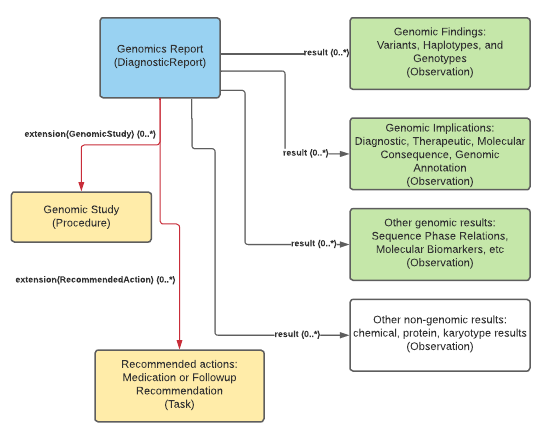 Genomics Report
(DiagnosticReport)
result (0..*)
Genomic Findings:
Variants, Haplotypes, and
Genotypes
(Observation)
extension(GenomicStudy) (0..*)
result (0..*)
Genomic Implications:
Diagnostic, Therapeutic, Molecular
Consequence, Genomic
Annotation
(Observation)
Genomic Study
(Procedure)
result (0..*)
Other genomic results:
Sequence Phase Relations,
Molecular Biomarkers, etc
(Observation)
extension(RecommendedAction) (0..*)
result (0..*)
Other non-genomic results:
chemical, protein, karyotype results
(Observation)
Recommended actions:
Medication or Followup
Recommendation
(Task)